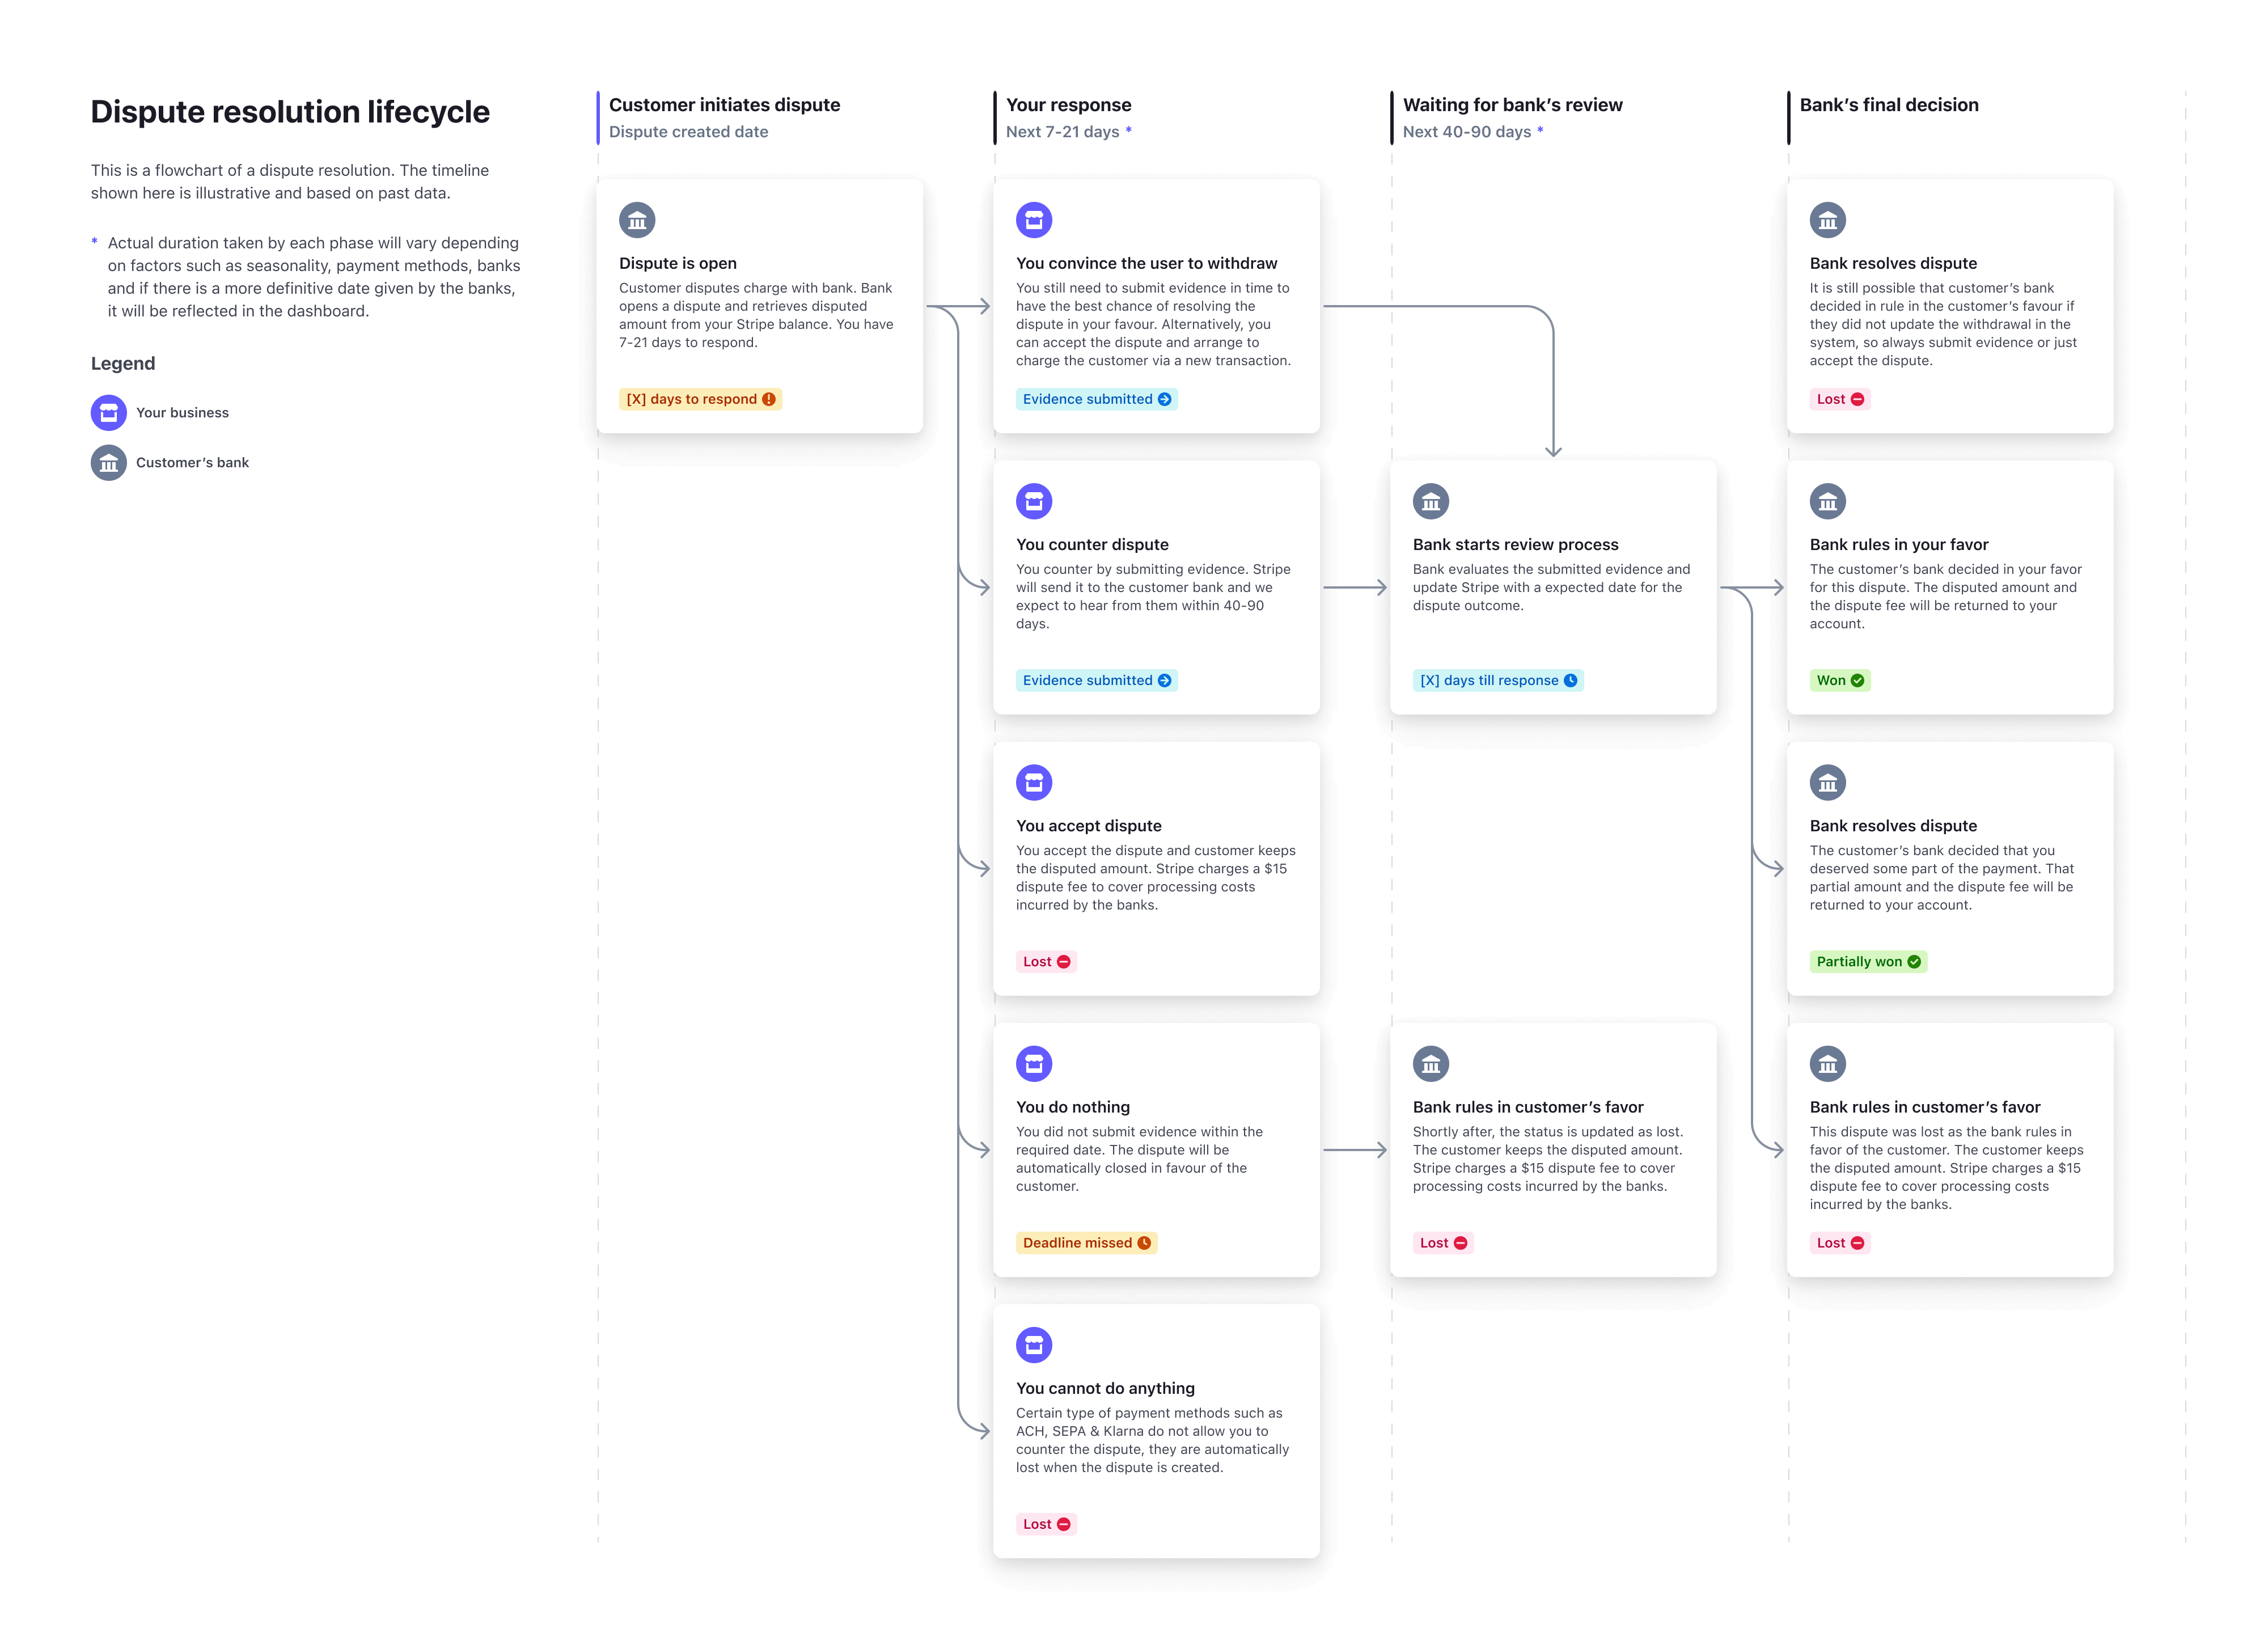 Dispute resolution lifecycle
This is a flowchart of a dispute resolution. The timeline
shown here is illustrative and based on past data.
* Actual duration taken by each phase will vary depending
on factors such as seasonality, payment methods, banks
and if there is a more definitive date given by the banks,
it will be reflected in the dashboard.
Legend
Your business
Customer’s bank
Customer initiates dispute
Dispute created date
Dispute is open
Customer disputes charge with bank. Bank
opens a dispute and retrieves disputed
amount from your Stripe balance. You have
7-21 days to respond.
[X] days to respond
Your response
Next 7-21 days *
You convince the user to withdraw
You still need to submit evidence in time to
have the best chance of resolving the
dispute in your favour. Alternatively, you
can accept the dispute and arrange to
charge the customer via a new transaction.
Evidence submitted
You counter dispute
You counter by submitting evidence. Stripe
will send it to the customer bank and we
expect to hear from them within 40-90
days.
Evidence submitted
You accept dispute
You accept the dispute and customer keeps
the disputed amount. Stripe charges a $15
dispute fee to cover processing costs
incurred by the banks.
Lost
You do nothing
You did not submit evidence within the
required date. The dispute will be
automatically closed in favour of the
customer.
Deadline missed
You cannot do anything
Certain type of payment methods such as
ACH, SEPA & Klarna do not allow you to
counter the dispute, they are automatically
lost when the dispute is created.
Lost
Waiting for bank’s review
Next 40-90 days *
Bank starts review process
Bank evaluates the submitted evidence and
update Stripe with a expected date for the
dispute outcome.
[X] days till response
Bank rules in customer’s favor
Shortly after, the status is updated as lost.
The customer keeps the disputed amount.
Stripe charges a $15 dispute fee to cover
processing costs incurred by the banks.
Lost
Bank’s final decision
Bank resolves dispute
It is still possible that customer’s bank
decided in rule in the customer’s favour if
they did not update the withdrawal in the
system, so always submit evidence or just
accept the dispute.
Lost
Bank rules in your favor
The customer’s bank decided in your favor
for this dispute. The disputed amount and
the dispute fee will be returned to your
account.
Won
Bank resolves dispute
The customer’s bank decided that you
deserved some part of the payment. That
partial amount and the dispute fee will be
returned to your account.
Partially won
Bank rules in customer’s favor
This dispute was lost as the bank rules in
favor of the customer. The customer keeps
the disputed amount. Stripe charges a $15
dispute fee to cover processing costs
incurred by the banks.
Lost